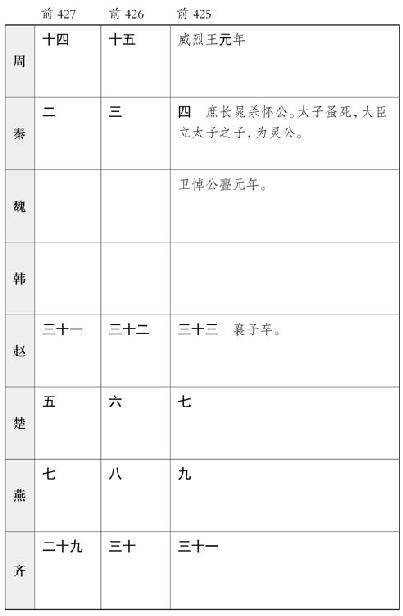 前 427 前 426 前 425
周 十四 十五 威烈王元年
秦 二 三 四 庶长晁杀怀公。太子蚤死，大臣
立太子之子，为灵公。
魏 卫悼公亹元年。
韩
赵 三十一 三十二 三十三 襄子卒。
楚 五 六 七
燕 七 八 九
齐 二十九 三十 三十一